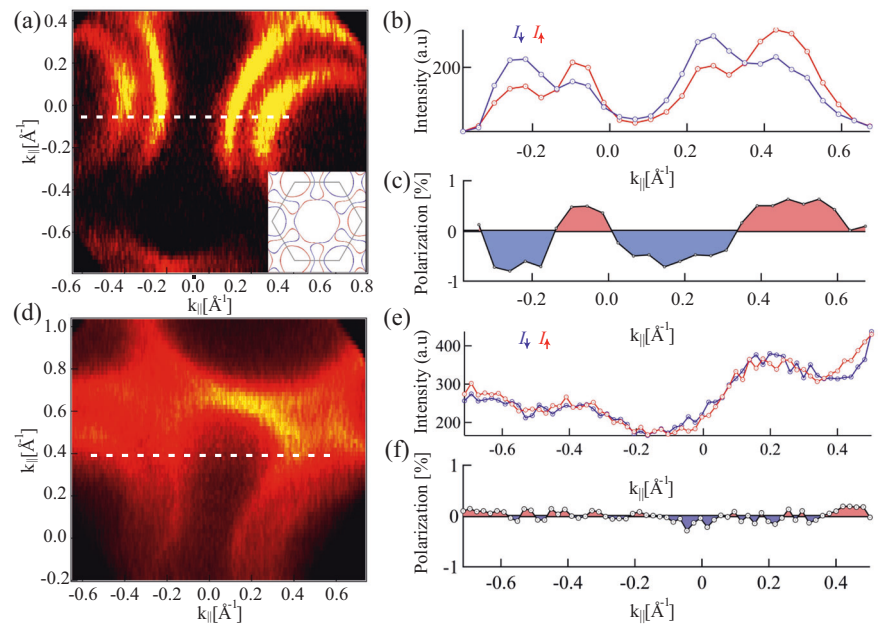 (a)
k||[Å-1]
0.4
0.2
0.0
-0.2
-0.4
-0.6
-0.6 -0.4 -0.2 0.0 0.2 0.4 0.6 0.8
k||[Å-1]
(b)
I↓ I↑
Intensity (a.u)
200
-0.2 0.0 0.2 0.4 0.6
k||[Å-1]
(c)
Polarization [%]
1
0
-1
-0.2 0.0 0.2 0.4 0.6
k||[Å-1]
(d)
k||[Å-1]
1.0
0.8
0.6
0.4
0.2
0.0
-0.2
-0.6 -0.4 -0.2 0.0 0.2 0.4 0.6
k||[Å-1]
(e)
I↓ I↑
Intensity (a.u)
400
300
200
-0.6 -0.4 -0.2 0 0.2 0.4
k||[Å-1]
(f)
Polarization [%]
1
0
-1
-0.6 -0.4 -0.2 0 0.2 0.4
k||[Å-1]